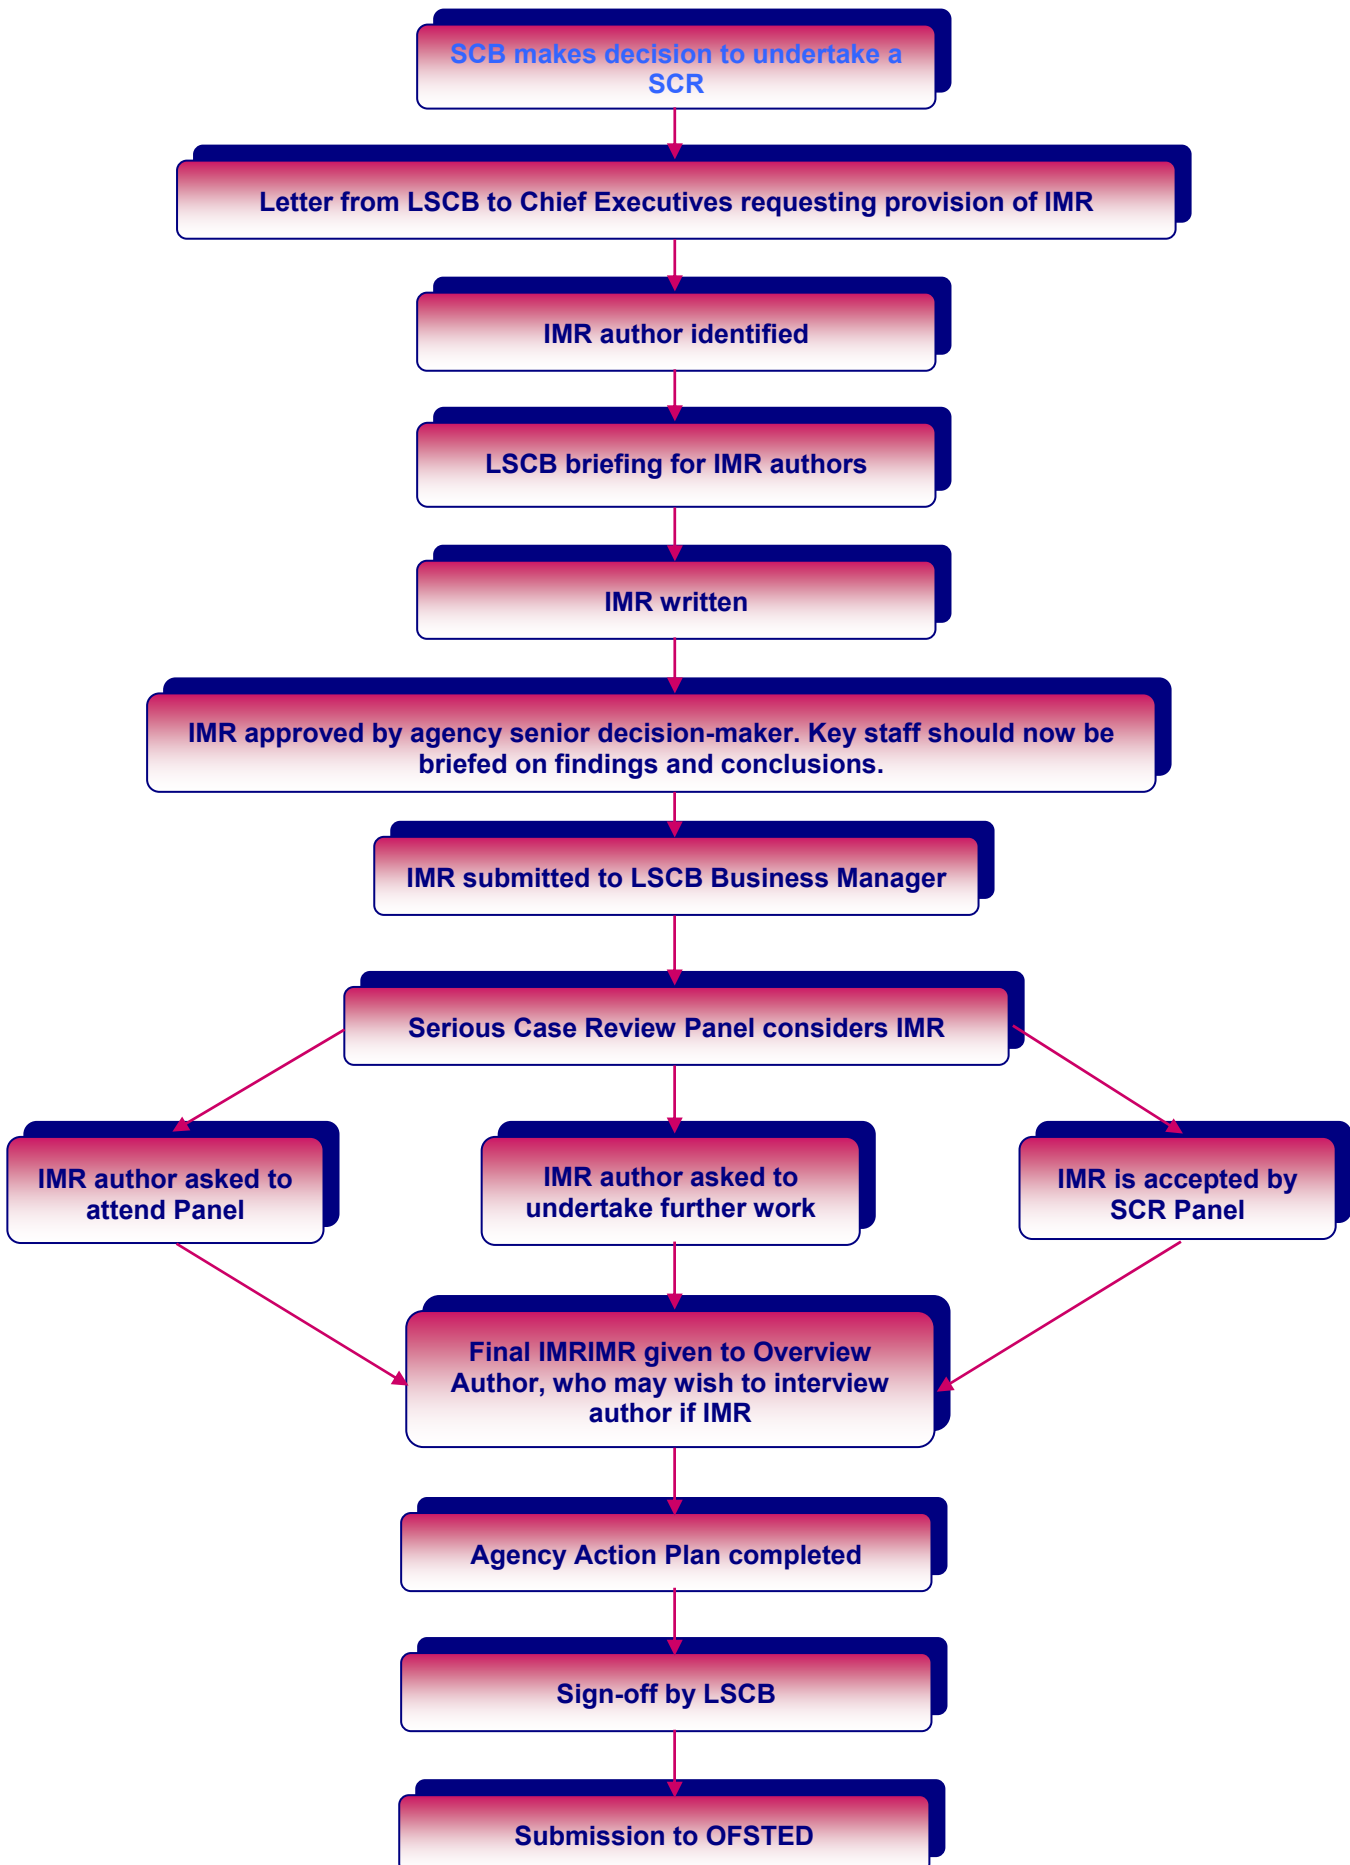 SCB makes decision to undertake a
SCR
Letter from LSCB to Chief Executives requesting provision of IMR
IMR author identified
LSCB briefing for IMR authors
IMR written
IMR approved by agency senior decision-maker. Key staff should now be
briefed on findings and conclusions.
IMR submitted to LSCB Business Manager
Serious Case Review Panel considers IMR
IMR author asked to
attend Panel
IMR author asked to
undertake further work
IMR is accepted by
SCR Panel
Final IMRIMR given to Overview
Author, who may wish to interview
author if IMR
Agency Action Plan completed
Sign-off by LSCB
Submission to OFSTED